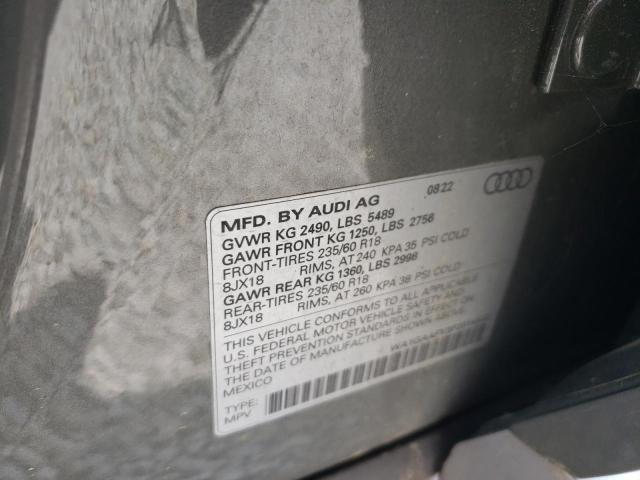 MFD. BY AUDI AG 08 22
GVWR KG 2490, LBS 5489
GAWR FRONT KG 1250, LBS 2756
FRONT-TIRES 235/60 R18
8JX18 RIMS, AT 240 KPA 35 PSI COLD
GAWR REAR KG 1360, LBS 2998
REAR-TIRES 235/60 R18
8JX18 RIMS, AT 260 KPA 38 PSI COLD
THIS VEHICLE CONFORMS TO ALL APPLICABLE
U.S. FEDERAL MOTOR VEHICLE SAFETY AND
THEFT PREVENTION STANDARDS IN EFFECT ON
THE DATE OF MANUFACTURE SHOWN ABOVE.
MEXICO
TYPE:
MPV